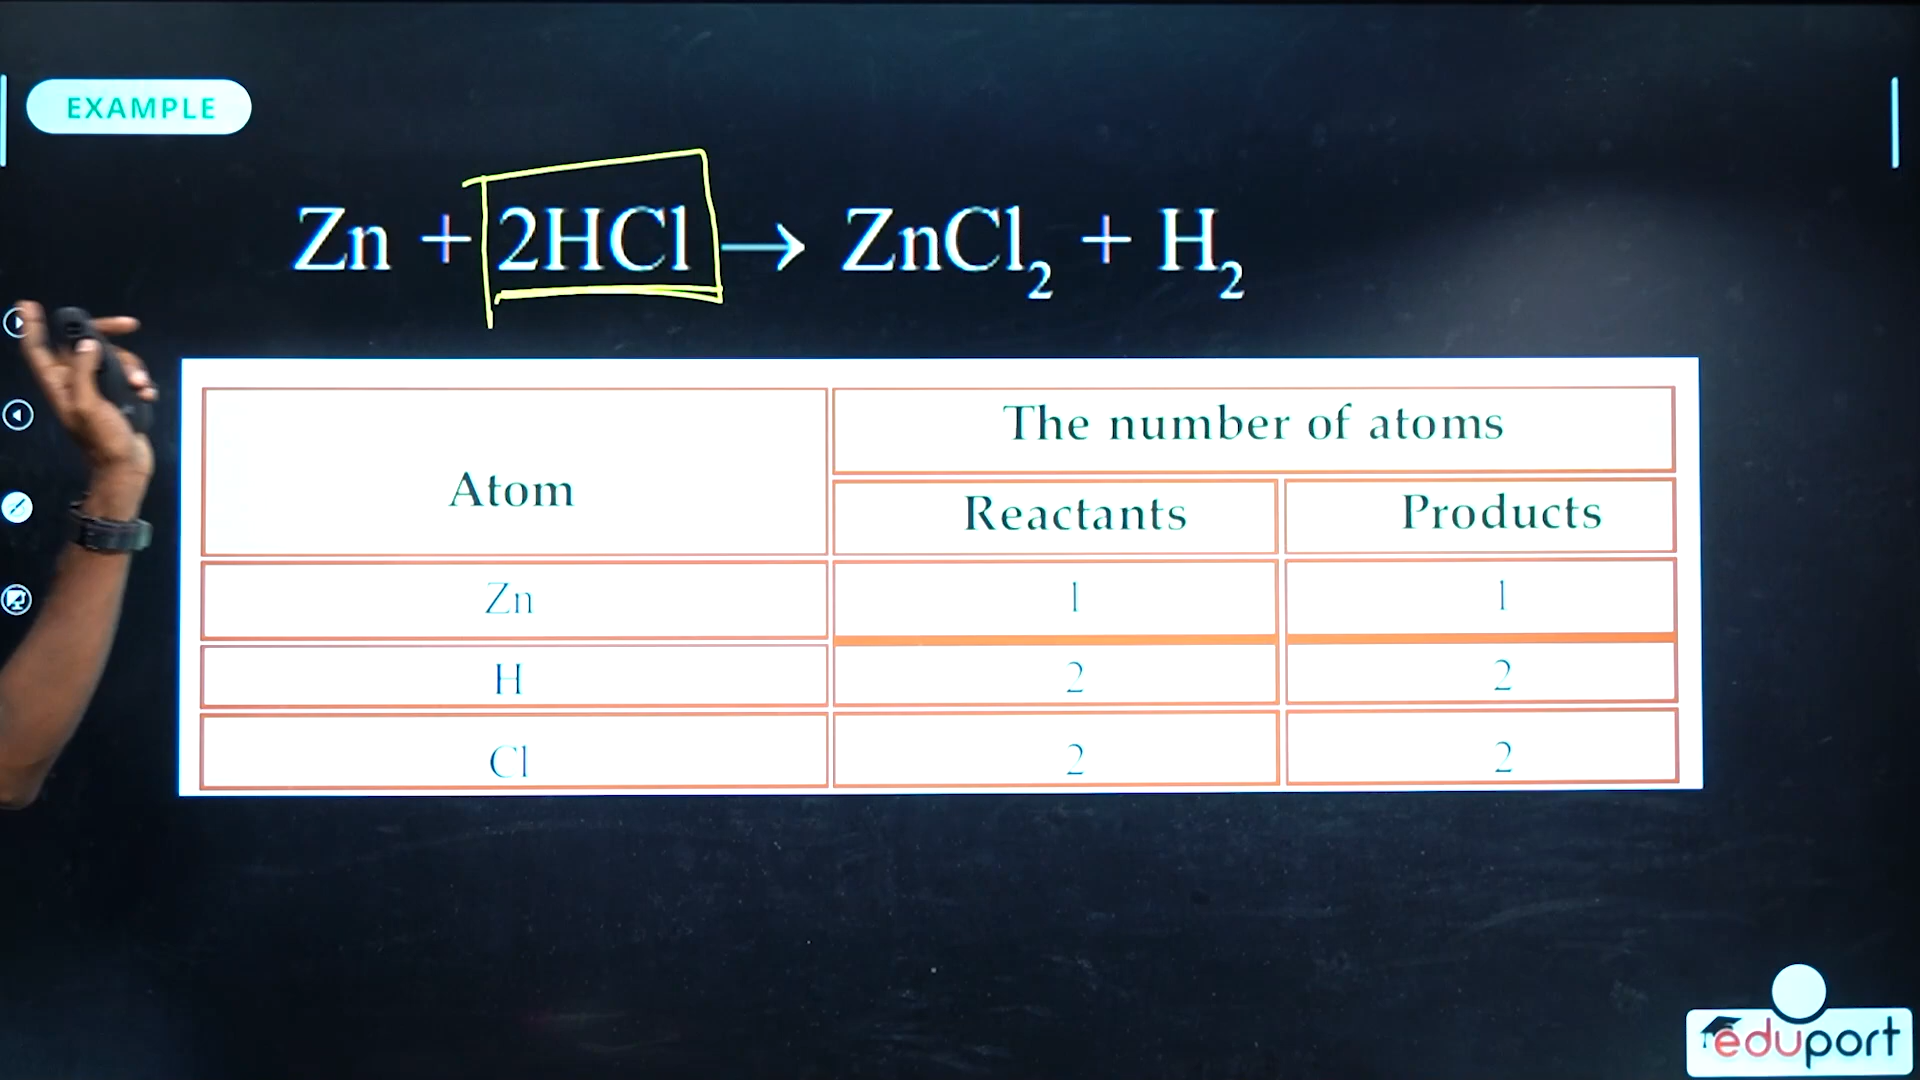 EXAMPLE
Zn + 2HCl → ZnCl₂ + H₂
Atom
The number of atoms
Reactants
Products
Zn 1 1
H 2 2
Cl 2 2
eduport